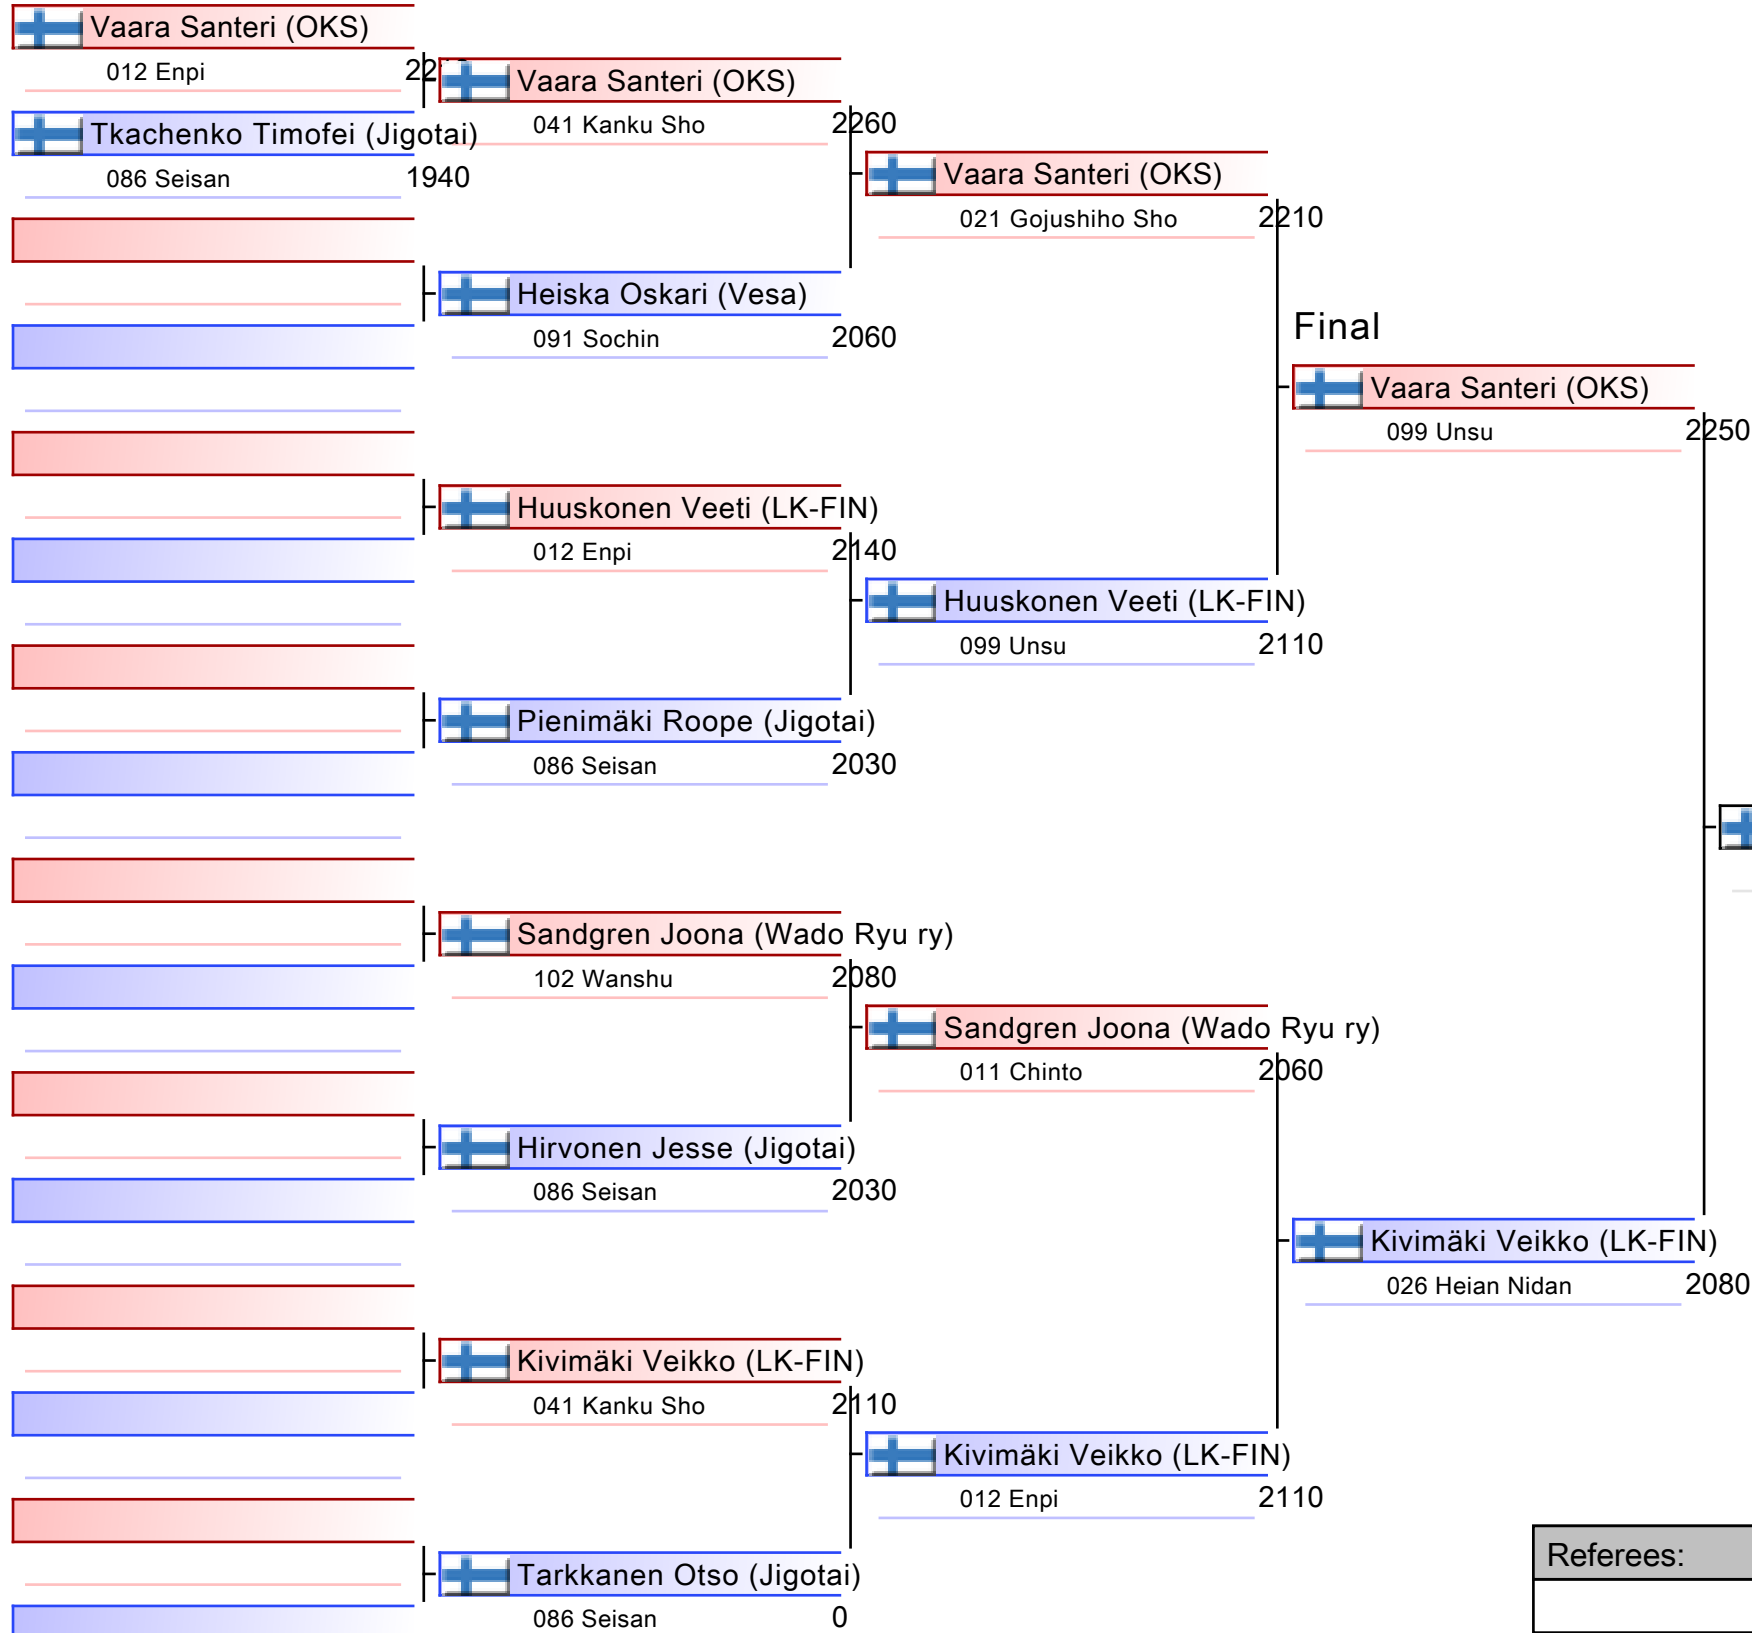 Vaara Santeri (OKS)
012 Enpi
Tkachenko Timofei (Jigotai)
086 Seisan 1940
Vaara Santeri (OKS)
041 Kanku Sho 2260
Heiska Oskari (Vesa)
091 Sochin 2060
Huuskonen Veeti (LK-FIN)
012 Enpi 2140
Pienimäki Roope (Jigotai)
086 Seisan 2030
Sandgren Joona (Wado Ryu ry)
102 Wanshu 2080
Hirvonen Jesse (Jigotai)
086 Seisan 2030
Kivimäki Veikko (LK-FIN)
041 Kanku Sho 2110
Tarkkanen Otso (Jigotai)
086 Seisan 0
Vaara Santeri (OKS)
021 Gojushiho Sho 2210
Huuskonen Veeti (LK-FIN)
099 Unsu 2110
Sandgren Joona (Wado Ryu ry)
011 Chinto 2060
Kivimäki Veikko (LK-FIN)
012 Enpi 2110
Final
Vaara Santeri (OKS)
099 Unsu 2250
Kivimäki Veikko (LK-FIN)
026 Heian Nidan 2080
Referees: